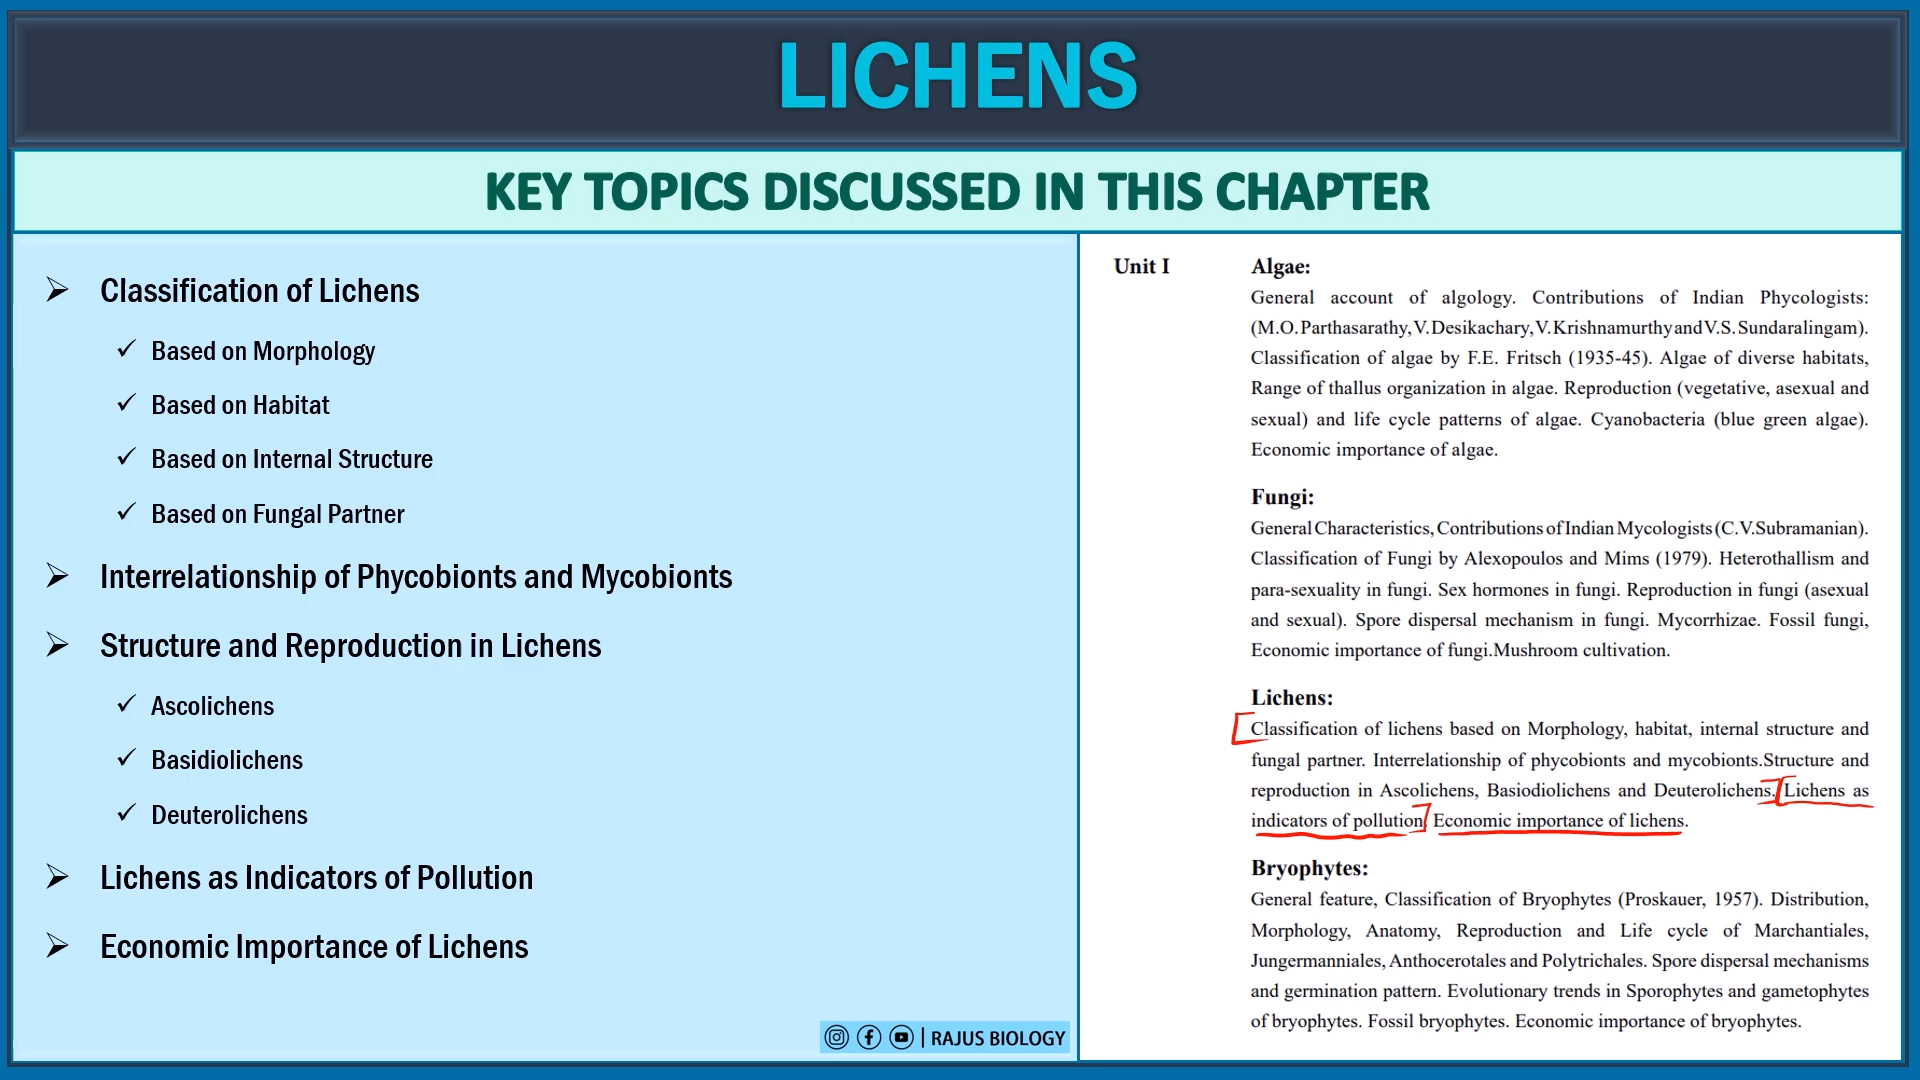 LICHENS
KEY TOPICS DISCUSSED IN THIS CHAPTER
Classification of Lichens
Based on Morphology
Based on Habitat
Based on Internal Structure
Based on Fungal Partner
Interrelationship of Phycobionts and Mycobionts
Structure and Reproduction in Lichens
Ascolichens
Basidiolichens
Deuterolichens
Lichens as Indicators of Pollution
Economic Importance of Lichens
| RAJUS BIOLOGY
Unit I
Algae:
General account of algology. Contributions of Indian Phycologists:
(M.O. Parthasarathy, V. Desikachary, V. Krishnamurthy and V.S. Sundaralingam).
Classification of algae by F.E. Fritsch (1935-45). Algae of diverse habitats,
Range of thallus organization in algae. Reproduction (vegetative, asexual and
sexual) and life cycle patterns of algae. Cyanobacteria (blue green algae).
Economic importance of algae.
Fungi:
General Characteristics, Contributions of Indian Mycologists (C.V.Subramanian).
Classification of Fungi by Alexopoulos and Mims (1979). Heterothallism and
para-sexuality in fungi. Sex hormones in fungi. Reproduction in fungi (asexual
and sexual). Spore dispersal mechanism in fungi. Mycorrhizae. Fossil fungi,
Economic importance of fungi.Mushroom cultivation.
Lichens:
Classification of lichens based on Morphology, habitat, internal structure and
fungal partner. Interrelationship of phycobionts and mycobionts.Structure and
reproduction in Ascolichens, Basiodiolichens and Deuterolichens. Lichens as
indicators of pollution. Economic importance of lichens.
Bryophytes:
General feature, Classification of Bryophytes (Proskauer, 1957). Distribution,
Morphology, Anatomy, Reproduction and Life cycle of Marchantiales,
Jungermanniales, Anthocerotales and Polytrichales. Spore dispersal mechanisms
and germination pattern. Evolutionary trends in Sporophytes and gametophytes
of bryophytes. Fossil bryophytes. Economic importance of bryophytes.